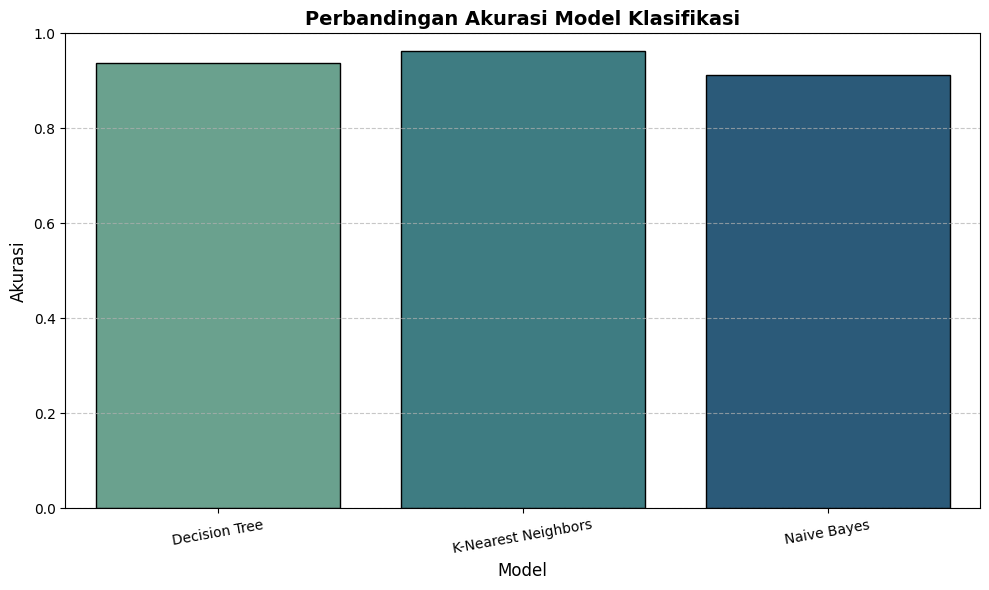 Perbandingan Akurasi Model Klasifikasi
1.0
0.8
0.6
0.4
0.2
0.0
Akurasi
Decision Tree
K-Nearest Neighbors
Naive Bayes
Model